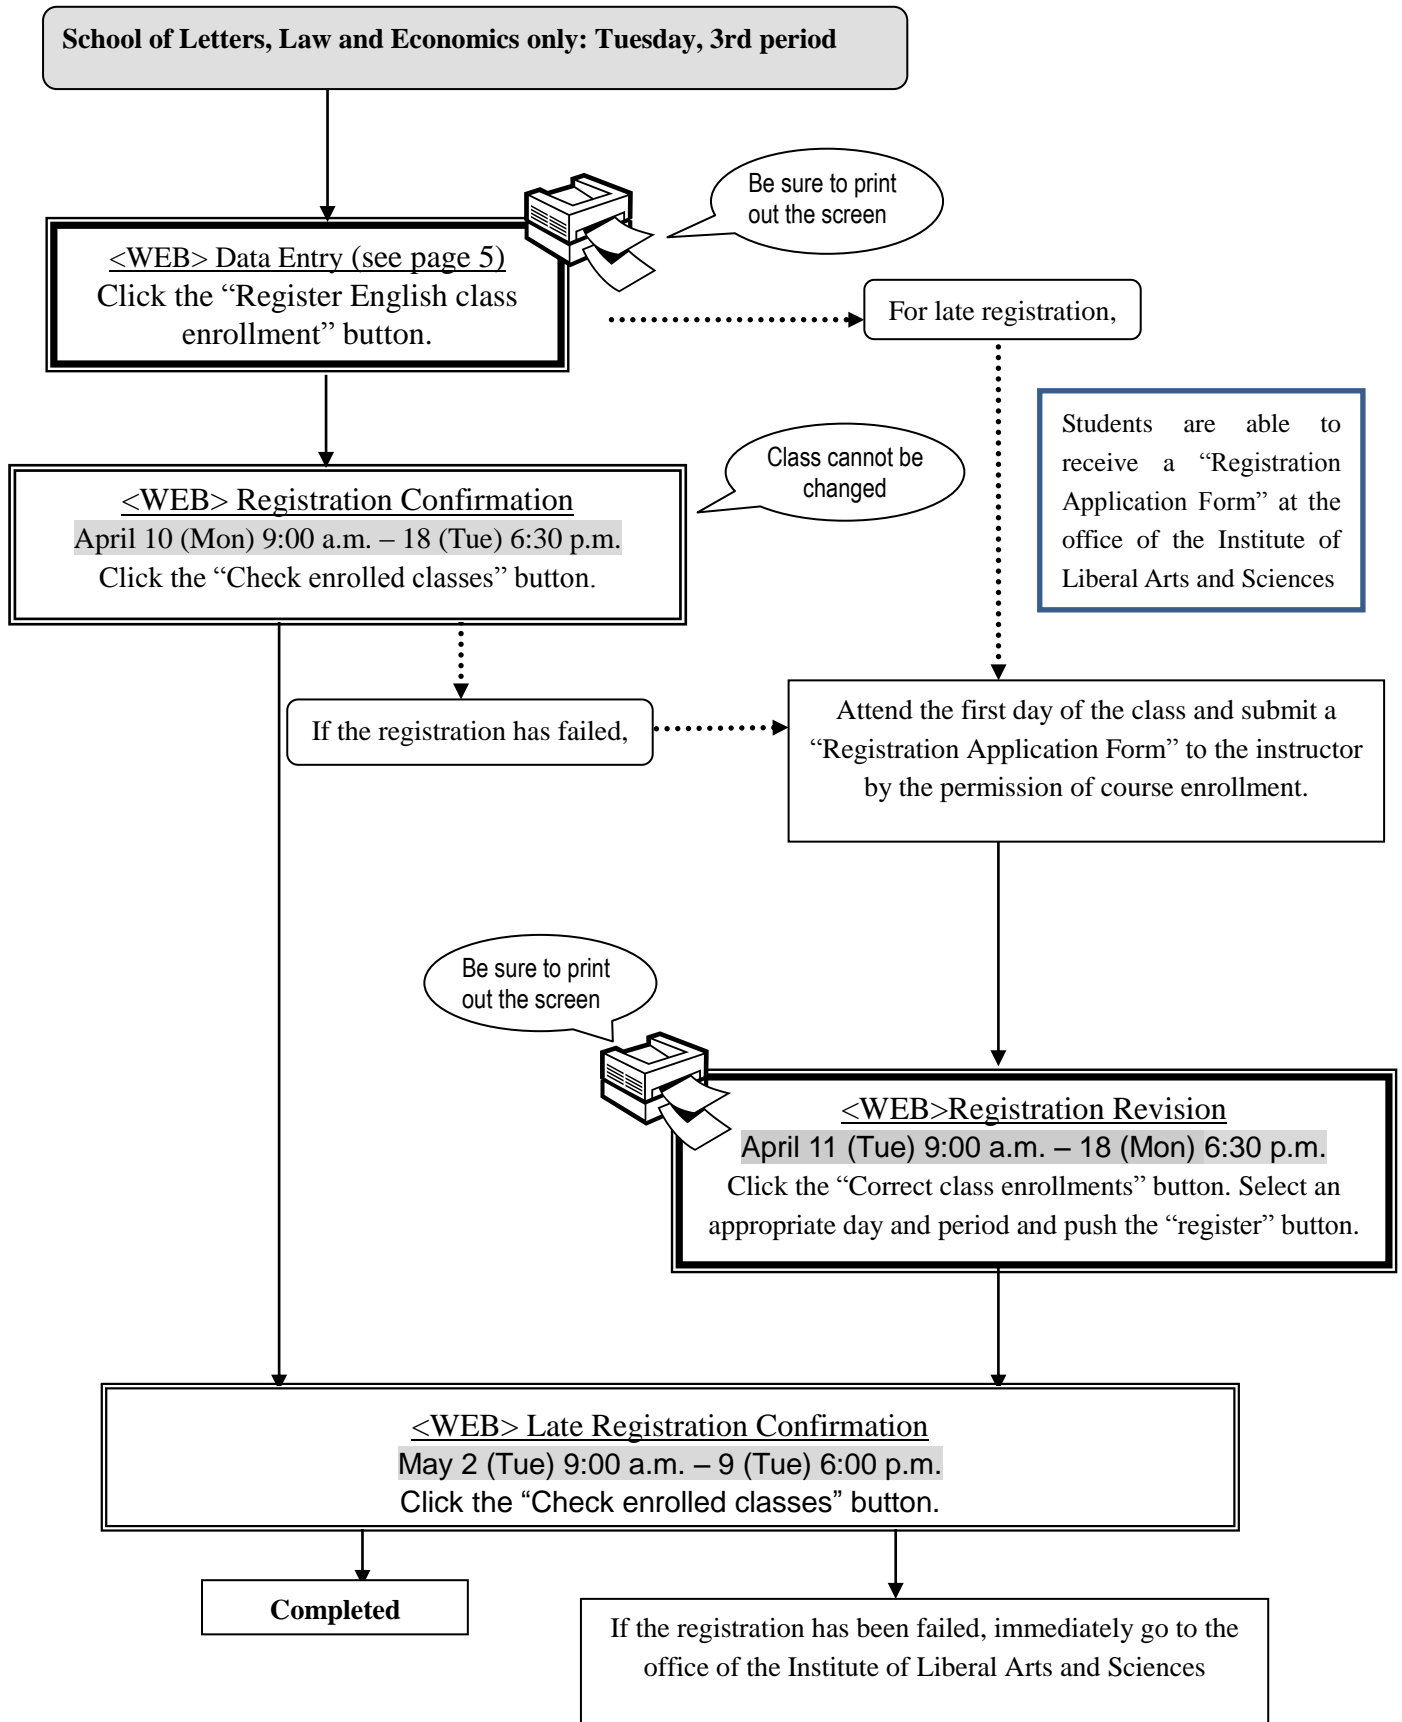 School of Letters, Law and Economics only: Tuesday, 3rd period
Be sure to print
out the screen
<WEB> Data Entry (see page 5)
Click the “Register English class
enrollment” button.
For late registration,
Students are able to
receive a “Registration
Application Form” at the
office of the Institute of
Liberal Arts and Sciences
Class cannot be
changed
<WEB> Registration Confirmation
April 10 (Mon) 9:00 a.m. – 18 (Tue) 6:30 p.m.
Click the “Check enrolled classes” button.
If the registration has failed,
Attend the first day of the class and submit a
“Registration Application Form” to the instructor
by the permission of course enrollment.
Be sure to print
out the screen
<WEB>Registration Revision
April 11 (Tue) 9:00 a.m. – 18 (Mon) 6:30 p.m.
Click the “Correct class enrollments” button. Select an
appropriate day and period and push the “register” button.
<WEB> Late Registration Confirmation
May 2 (Tue) 9:00 a.m. – 9 (Tue) 6:00 p.m.
Click the “Check enrolled classes” button.
Completed
If the registration has been failed, immediately go to the
office of the Institute of Liberal Arts and Sciences